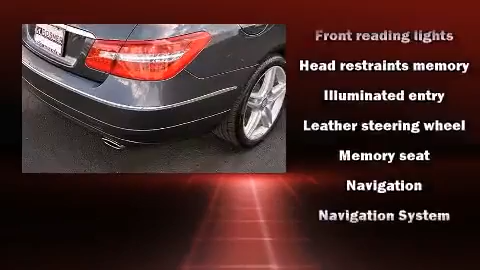 Front reading lights
Head restraints memory
Illuminated entry
Leather steering wheel
Memory seat
Navigation
Navigation System